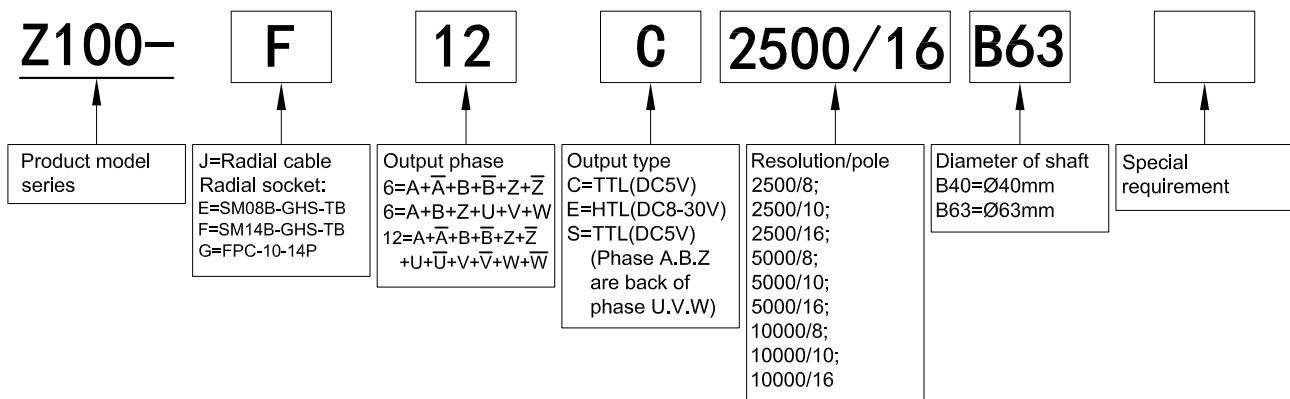 Z100-
F
12
C
2500/16
B63
Product model
series
J=Radial cable
Radial socket:
E=SM08B-GHS-TB
F=SM14B-GHS-TB
G=FPC-10-14P
Output phase
6=A+A̅+B+B̅+Z+Z̅
6=A+B+Z+U+V+W
12=A+A̅+B+B̅+Z+Z̅
+U+U̅+V+V̅+W+W̅
Output type
C=TTL(DC5V)
E=HTL(DC8-30V)
S=TTL(DC5V)
(Phase A.B.Z
are back of
phase U.V.W)
Resolution/pole
2500/8;
2500/10;
2500/16;
5000/8;
5000/10;
5000/16;
10000/8;
10000/10;
10000/16
Diameter of shaft
B40=Ø40mm
B63=Ø63mm
Special
requirement